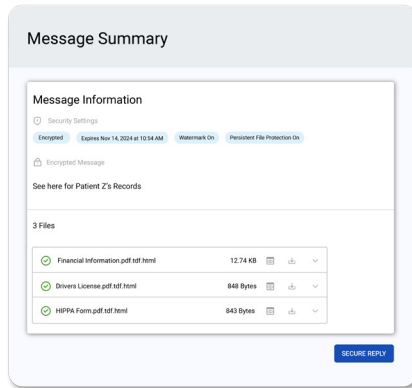 Message Summary
Message Information
Security Settings
Encrypted Expires Nov 14, 2024 at 10:54 AM Watermark On Persistent File Protection On
Encrypted Message
See here for Patient Z's Records
3 Files
Financial Information.pdf.tdf.html 12.74 KB
Drivers License.pdf.tdf.html 848 Bytes
HIPPA Form.pdf.tdf.html 843 Bytes
SECURE REPLY